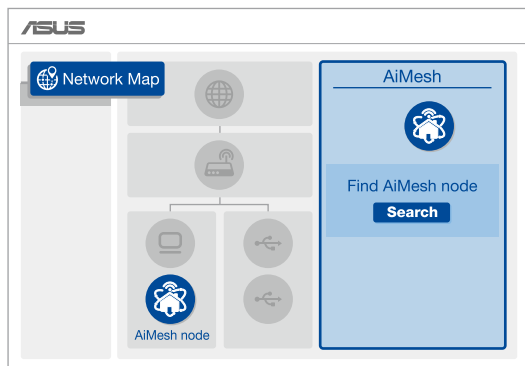 ASUS
Network Map
AiMesh
Find AiMesh node
Search
AiMesh node